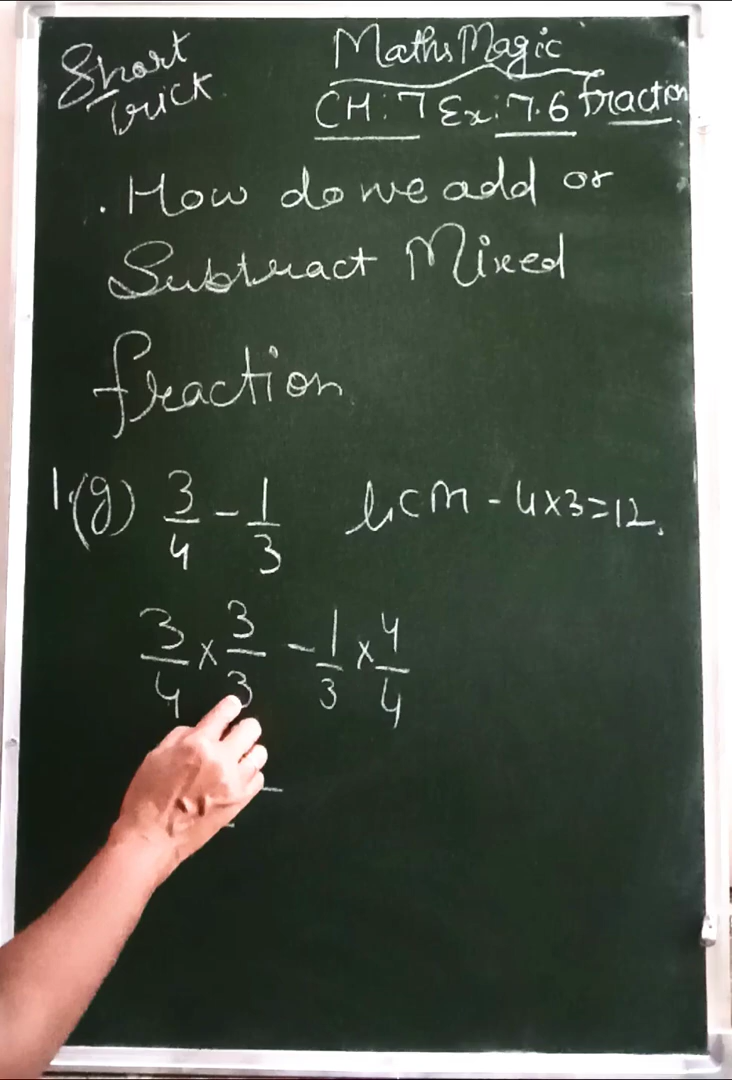 Short trick
Maths Magic
CH:7 Ex:7.6 fraction
. How do we add or
Subtract Mixed
fraction
1.(g) 3/4 - 1/3 LCM - 4x3=12.
3/4 x 3/3 - 1/3 x 4/4